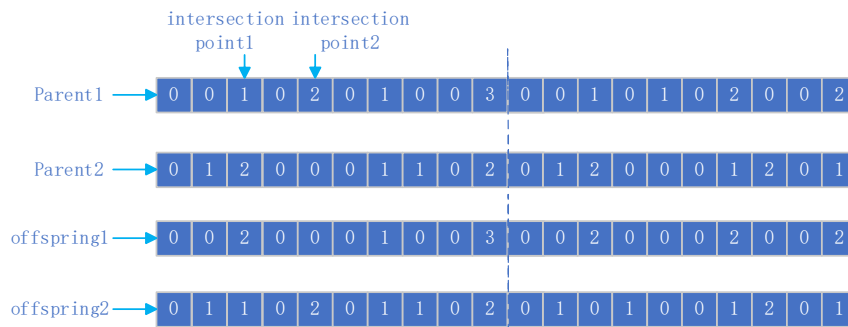 intersection intersection
point1 point2
Parent1 0 0 1 0 2 0 1 0 0 3 0 0 1 0 1 0 2 0 0 2
Parent2 0 1 2 0 0 0 1 1 0 2 0 1 2 0 0 0 1 2 0 1
offspring1 0 0 2 0 0 0 1 0 0 3 0 0 2 0 0 0 2 0 0 2
offspring2 0 1 1 0 2 0 1 1 0 2 0 1 0 1 0 0 1 2 0 1